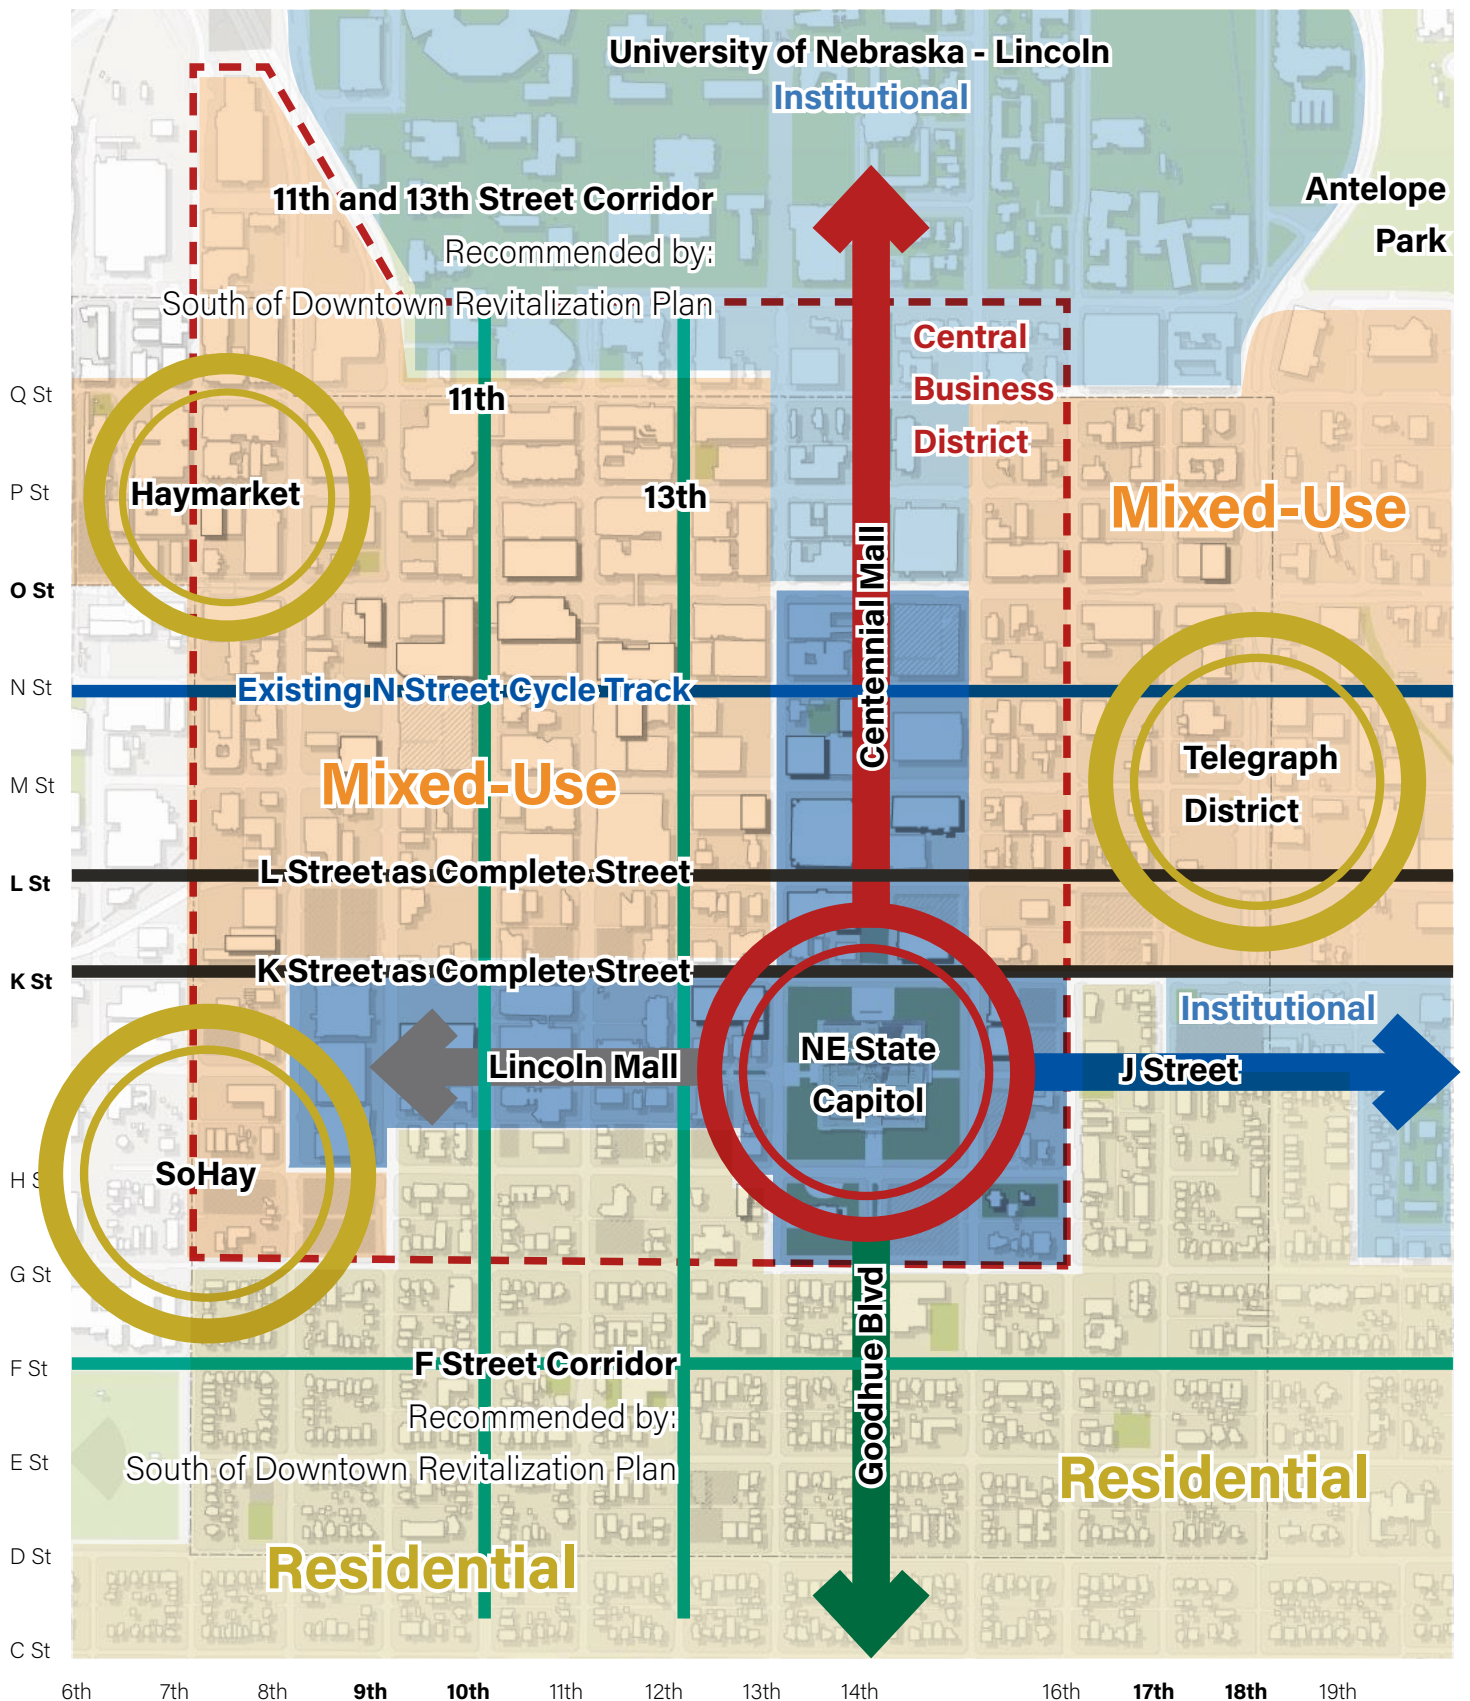 University of Nebraska - Lincoln
Institutional
Antelope
Park
11th and 13th Street Corridor
Recommended by:
South of Downtown Revitalization Plan
Central
Business
District
Q St
11th
P St
Haymarket
13th
Mixed-Use
O St
Centennial Mall
N St
Existing N Street Cycle Track
Telegraph
District
M St
Mixed-Use
L St
L Street as Complete Street
K St
K Street as Complete Street
Institutional
NE State
Capitol
Lincoln Mall
J Street
H S
SoHay
G St
Goodhue Blvd
F St
F Street Corridor
Recommended by:
South of Downtown Revitalization Plan
E St
Residential
D St
Residential
C St
6th 7th 8th 9th 10th 11th 12th 13th 14th 16th 17th 18th 19th